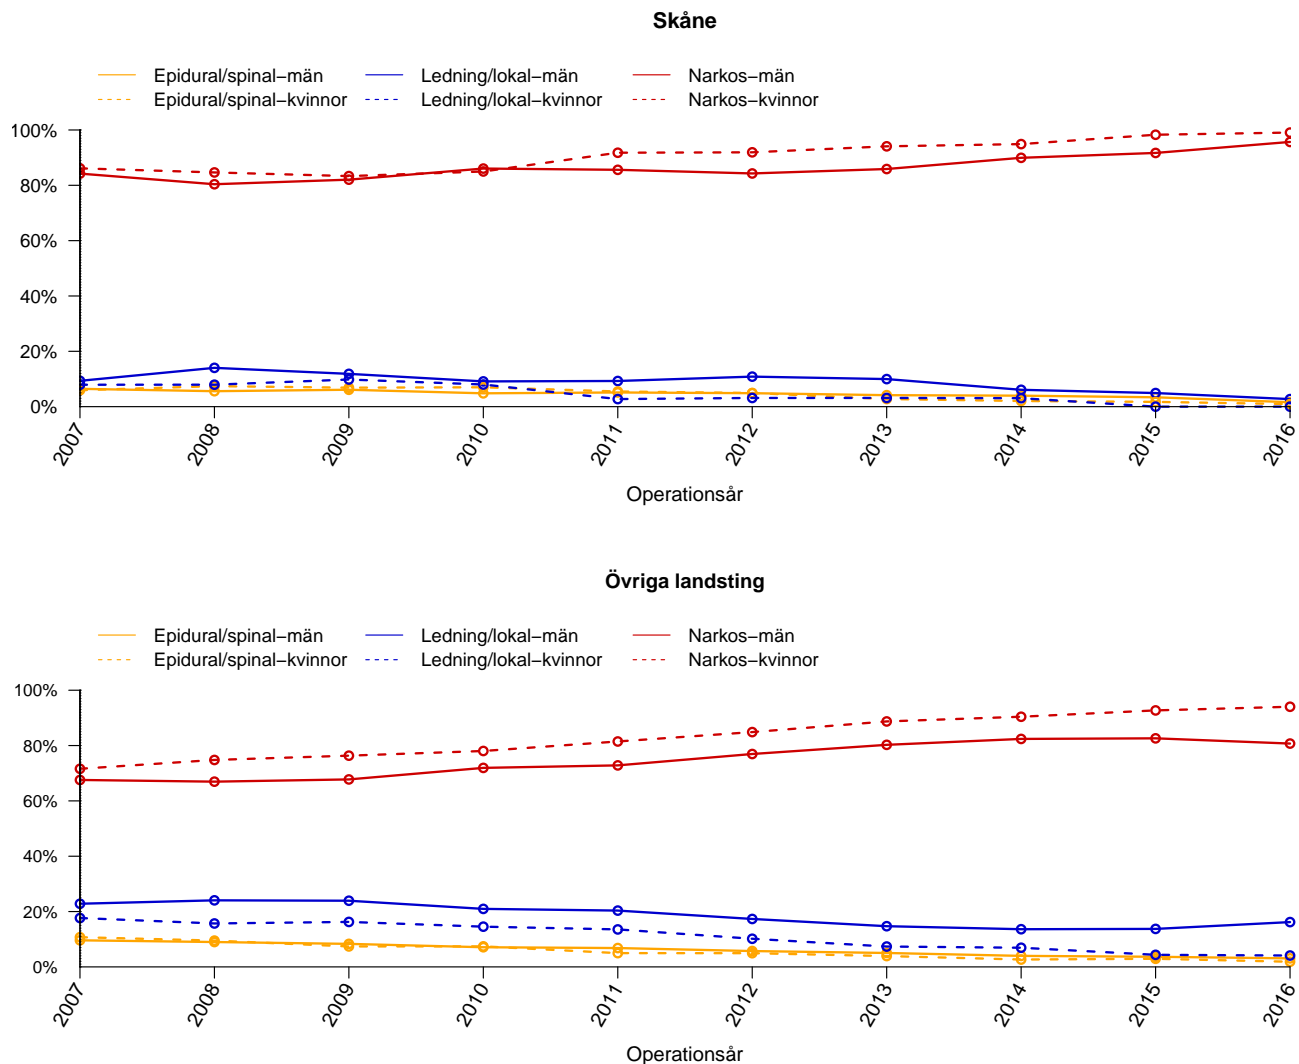 Skåne
Epidural/spinal−män Ledning/lokal−män Narkos−män
Epidural/spinal−kvinnor Ledning/lokal−kvinnor Narkos−kvinnor
100%
80%
60%
40%
20%
0%
2007 2008 2009 2010 2011 2012 2013 2014 2015 2016
Operationsår
Övriga landsting
Epidural/spinal−män Ledning/lokal−män Narkos−män
Epidural/spinal−kvinnor Ledning/lokal−kvinnor Narkos−kvinnor
100%
80%
60%
40%
20%
0%
2007 2008 2009 2010 2011 2012 2013 2014 2015 2016
Operationsår